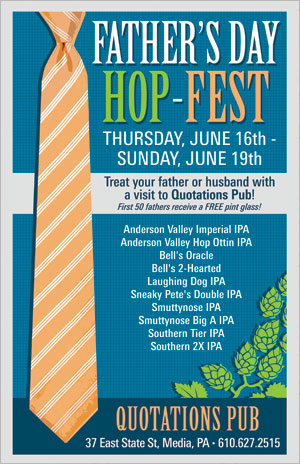 FATHER'S DAY
HOP-FEST
THURSDAY, JUNE 16th -
SUNDAY, JUNE 19th
Treat your father or husband with
a visit to Quotations Pub!
First 50 fathers receive a FREE pint glass!
Anderson Valley Imperial IPA
Anderson Valley Hop Ottin IPA
Bell's Oracle
Bell's 2-Hearted
Laughing Dog IPA
Sneaky Pete's Double IPA
Smuttynose IPA
Smuttynose Big A IPA
Southern Tier IPA
Southern 2X IPA
QUOTATIONS PUB
37 East State St, Media, PA • 610.627.2515